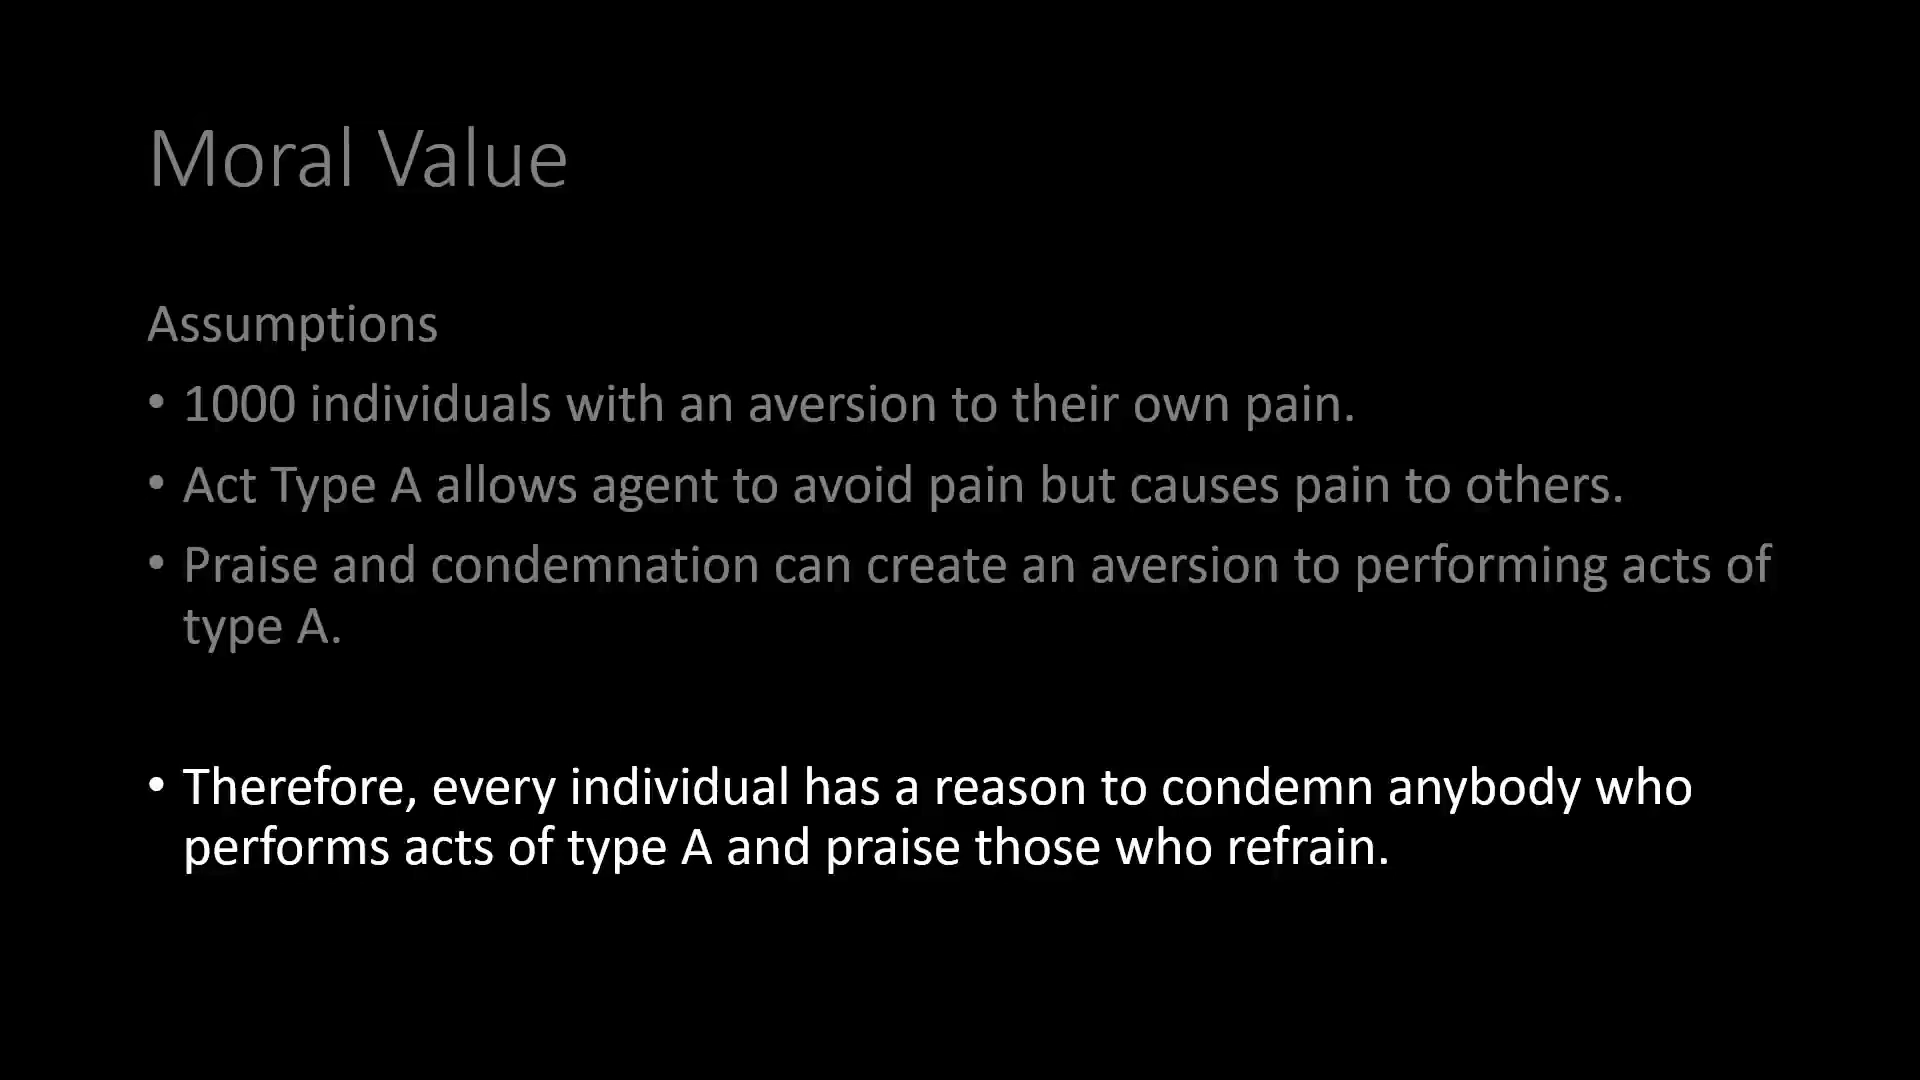 Moral Value
Assumptions
• 1000 individuals with an aversion to their own pain.
• Act Type A allows agent to avoid pain but causes pain to others.
• Praise and condemnation can create an aversion to performing acts of
type A.
• Therefore, every individual has a reason to condemn anybody who
performs acts of type A and praise those who refrain.